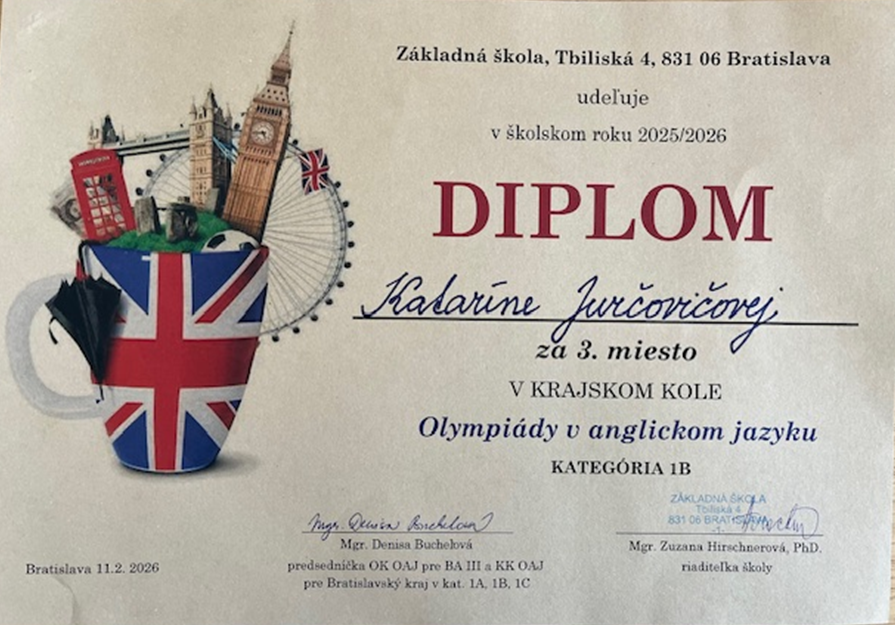 Základná škola, Tbiliská 4, 831 06 Bratislava
udeľuje
v školskom roku 2025/2026
DIPLOM
Kataríne Jurčovičovej
za 3. miesto
V KRAJSKOM KOLE
Olympiády v anglickom jazyku
KATEGÓRIA 1B
Mgr. Denisa Buchelová
Mgr. Denisa Buchelová
predsedníčka OK OAJ pre BA III a KK OAJ
pre Bratislavský kraj v kat. 1A, 1B, 1C
ZÁKLADNÁ ŠKOLA
Tbiliská 4
831 06 BRATISLAVA
Mgr. Zuzana Hirschnerová, PhD.
riaditeľka školy
Bratislava 11.2. 2026